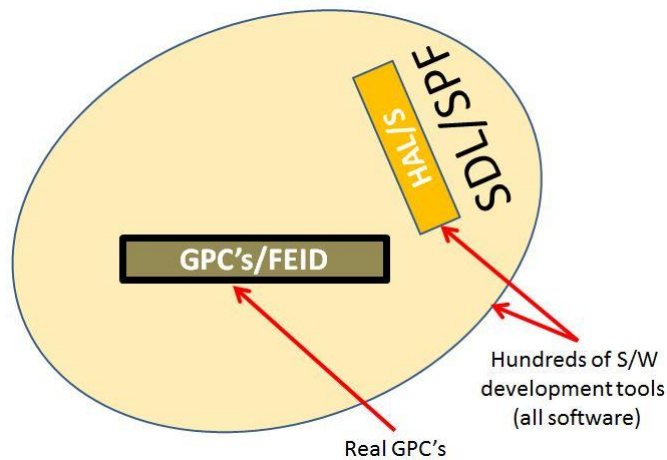 SDL/SPF
HAL/S
GPC's/FEID
Hundreds of S/W
development tools
(all software)
Real GPC's